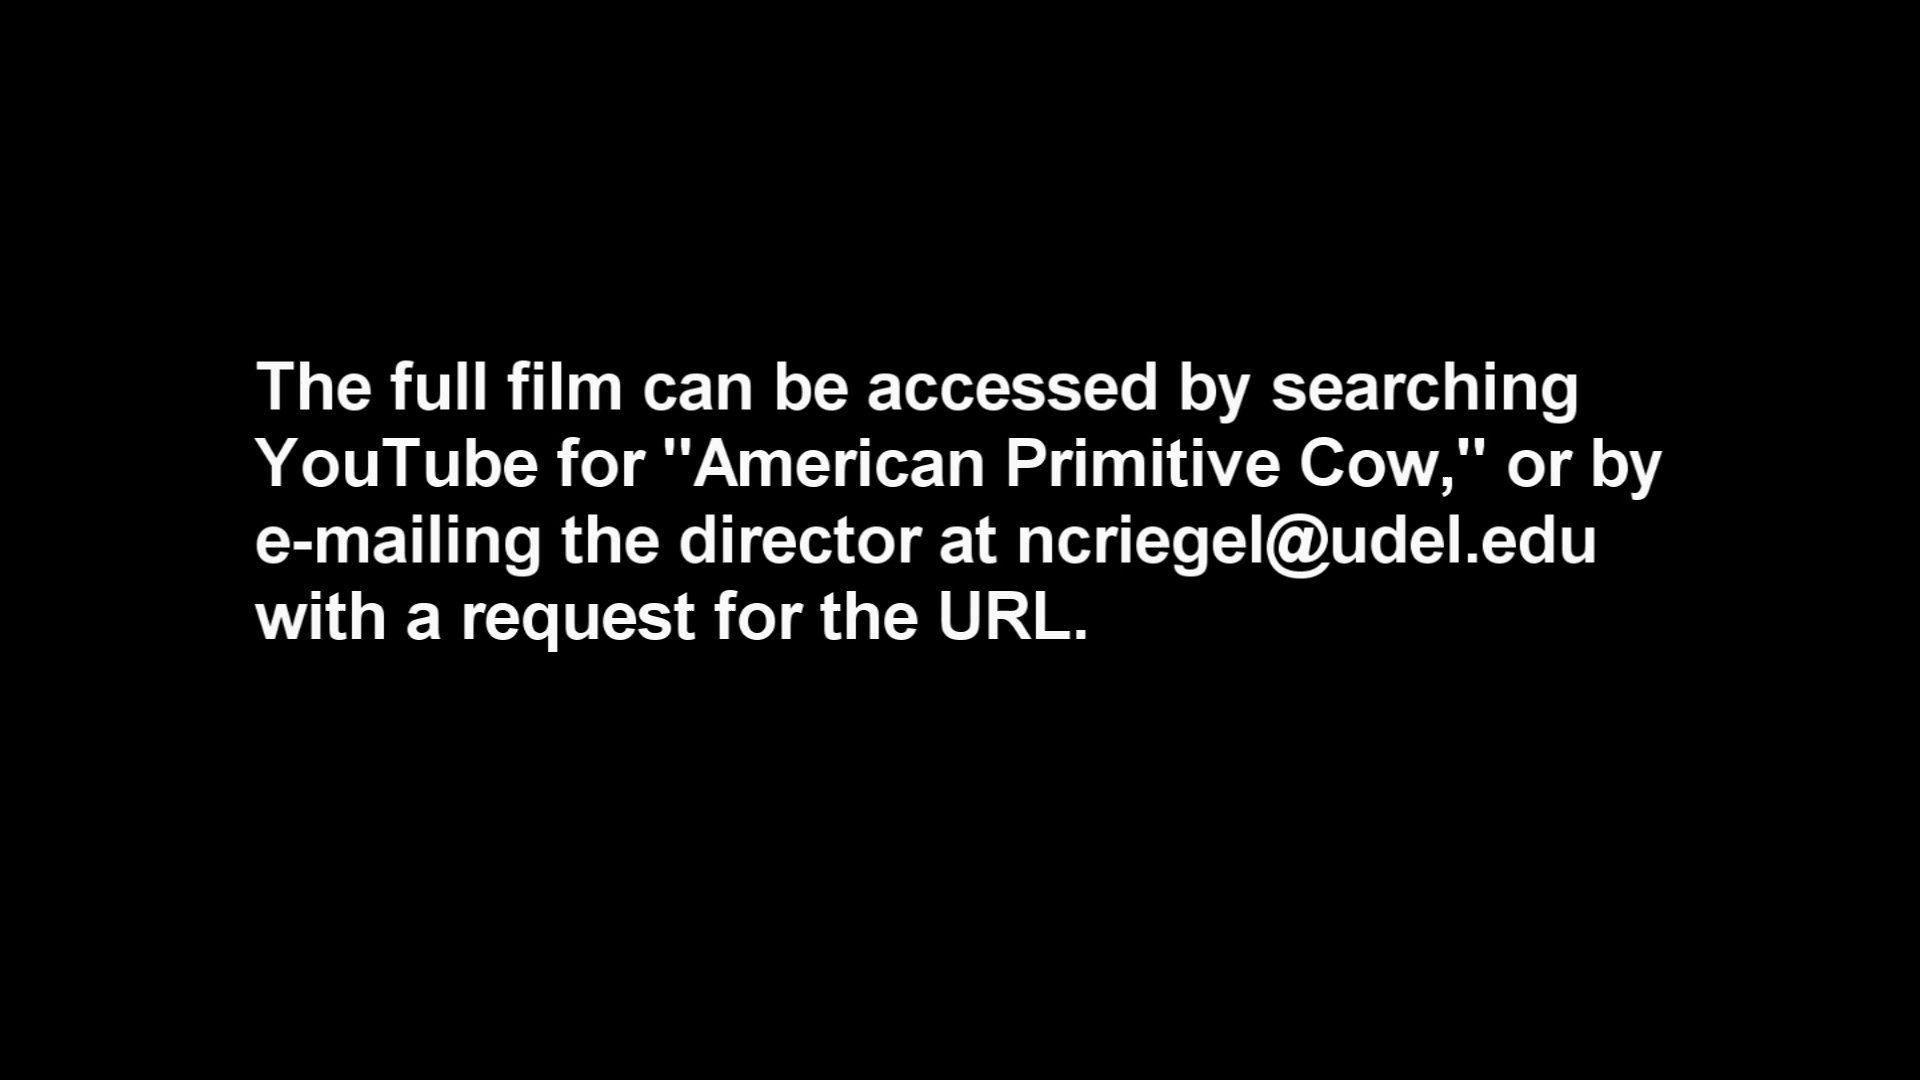 The full film can be accessed by searching
YouTube for "American Primitive Cow," or by
e-mailing the director at ncriegel@udel.edu
with a request for the URL.